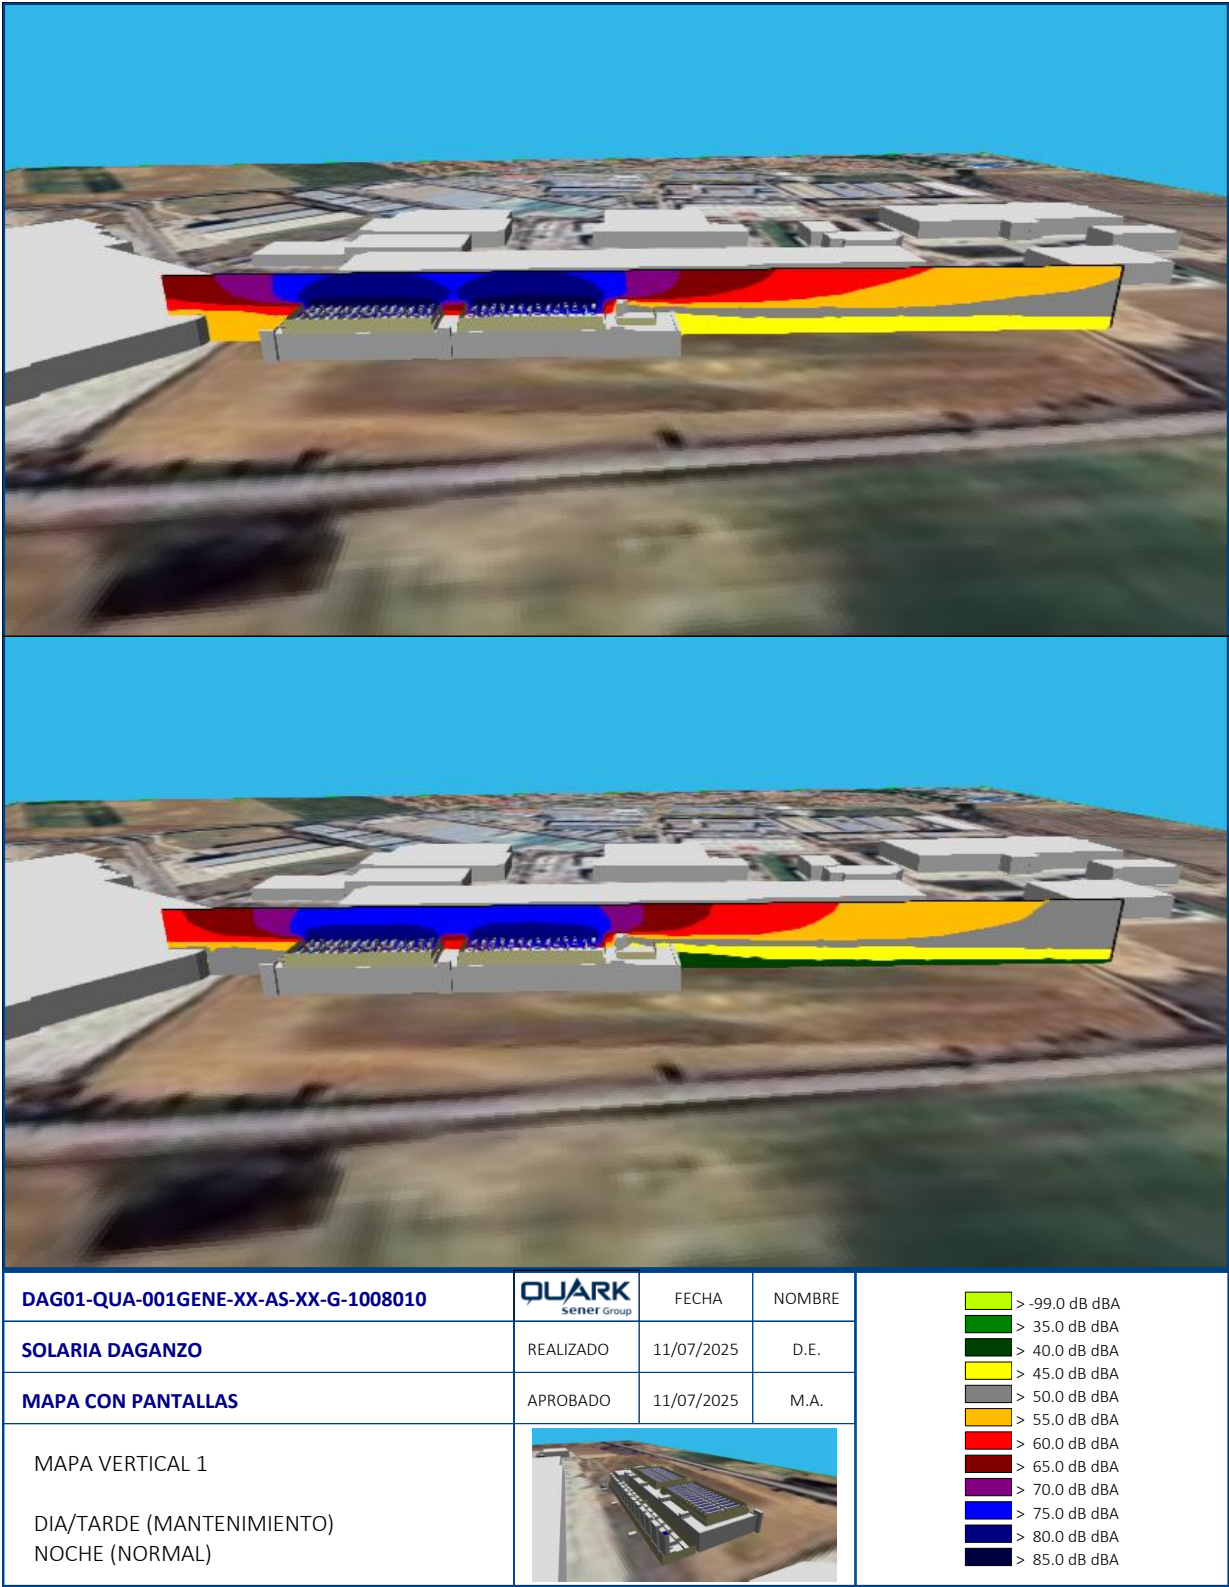 DAG01-QUA-001GENE-XX-AS-XX-G-1008010
QUARK
sener Group
FECHA
NOMBRE
SOLARIA DAGANZO
REALIZADO
11/07/2025
D.E.
MAPA CON PANTALLAS
APROBADO
11/07/2025
M.A.
MAPA VERTICAL 1
DIA/TARDE (MANTENIMIENTO)
NOCHE (NORMAL)
> -99.0 dB dBA
> 35.0 dB dBA
> 40.0 dB dBA
> 45.0 dB dBA
> 50.0 dB dBA
> 55.0 dB dBA
> 60.0 dB dBA
> 65.0 dB dBA
> 70.0 dB dBA
> 75.0 dB dBA
> 80.0 dB dBA
> 85.0 dB dBA